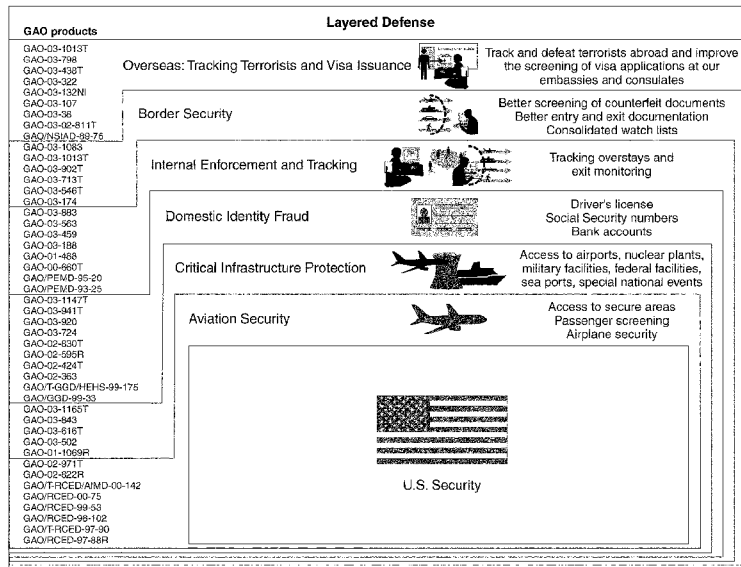 Layered Defense
GAO products
GAO-03-1013T
GAO-03-798
GAO-03-438T
GAO-03-322
GAO-03-132NI
GAO-03-107
GAO-03-38
GAO-03-02-811T
GAO/NSIAD-89-76
GAO-03-1083
GAO-03-1013T
GAO-03-902T
GAO-03-713T
GAO-03-546T
GAO-03-174
GAO-03-883
GAO-03-563
GAO-03-459
GAO-03-188
GAO-01-488
GAO-00-660T
GAO/PEMD-95-20
GAO/PEMD-93-25
GAO-03-1147T
GAO-03-941T
GAO-03-920
GAO-03-724
GAO-02-830T
GAO-02-595R
GAO-02-424T
GAO-02-363
GAO/T-GGD/HEHS-99-175
GAO/GGD-99-33
GAO-03-1165T
GAO-03-843
GAO-03-616T
GAO-03-502
GAO-01-1069R
GAO-02-971T
GAO-02-822R
GAO/T-RCED/AIMD-00-142
GAO/RCED-00-75
GAO/RCED-99-53
GAO/RCED-98-102
GAO/T-RCED-97-90
GAO/RCED-97-88R
Overseas: Tracking Terrorists and Visa Issuance
Track and defeat terrorists abroad and improve
the screening of visa applications at our
embassies and consulates
Border Security
Better screening of counterfeit documents
Better entry and exit documentation
Consolidated watch lists
Internal Enforcement and Tracking
Tracking overstays and
exit monitoring
Domestic Identity Fraud
Driver's license
Social Security numbers
Bank accounts
Critical Infrastructure Protection
Access to airports, nuclear plants,
military facilities, federal facilities,
sea ports, special national events
Aviation Security
Access to secure areas
Passenger screening
Airplane security
U.S. Security